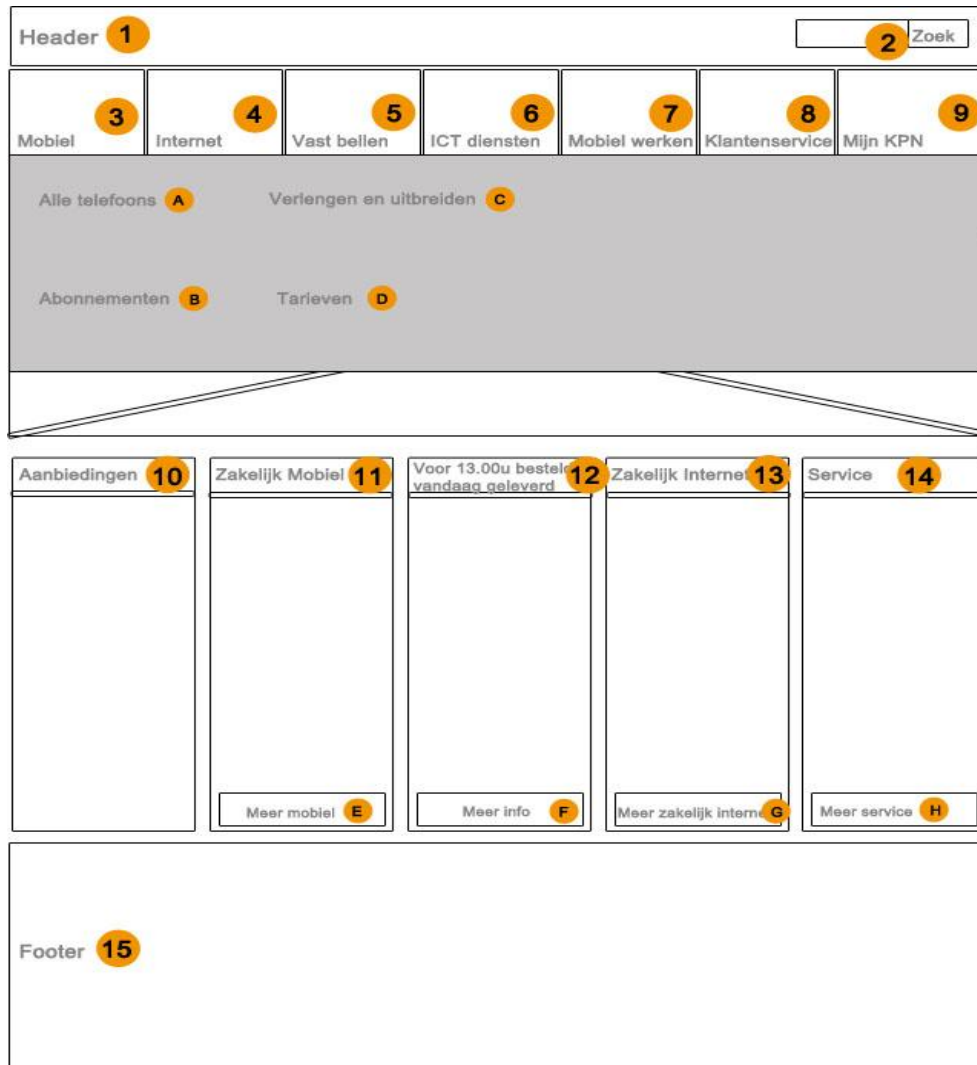 Header 1
2 Zoek
3 4 5 6 7 8 9
Mobiel Internet Vast bellen ICT diensten Mobiel werken Klantenservice Mijn KPN
Alle telefoons A Verlengen en uitbreiden C
Abonnementen B Tarieven D
Aanbiedingen 10
Zakelijk Mobiel 11
Voor 13.00u besteld
vandaag geleverd 12
Zakelijk Internet 13
Service 14
Meer mobiel E
Meer info F
Meer zakelijk interne G
Meer service H
Footer 15